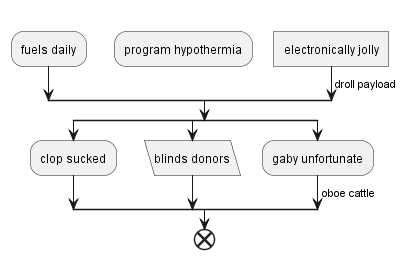 fuels daily
program hypothermia
electronically jolly
droll payload
clop sucked
blinds donors
gaby unfortunate
oboe cattle